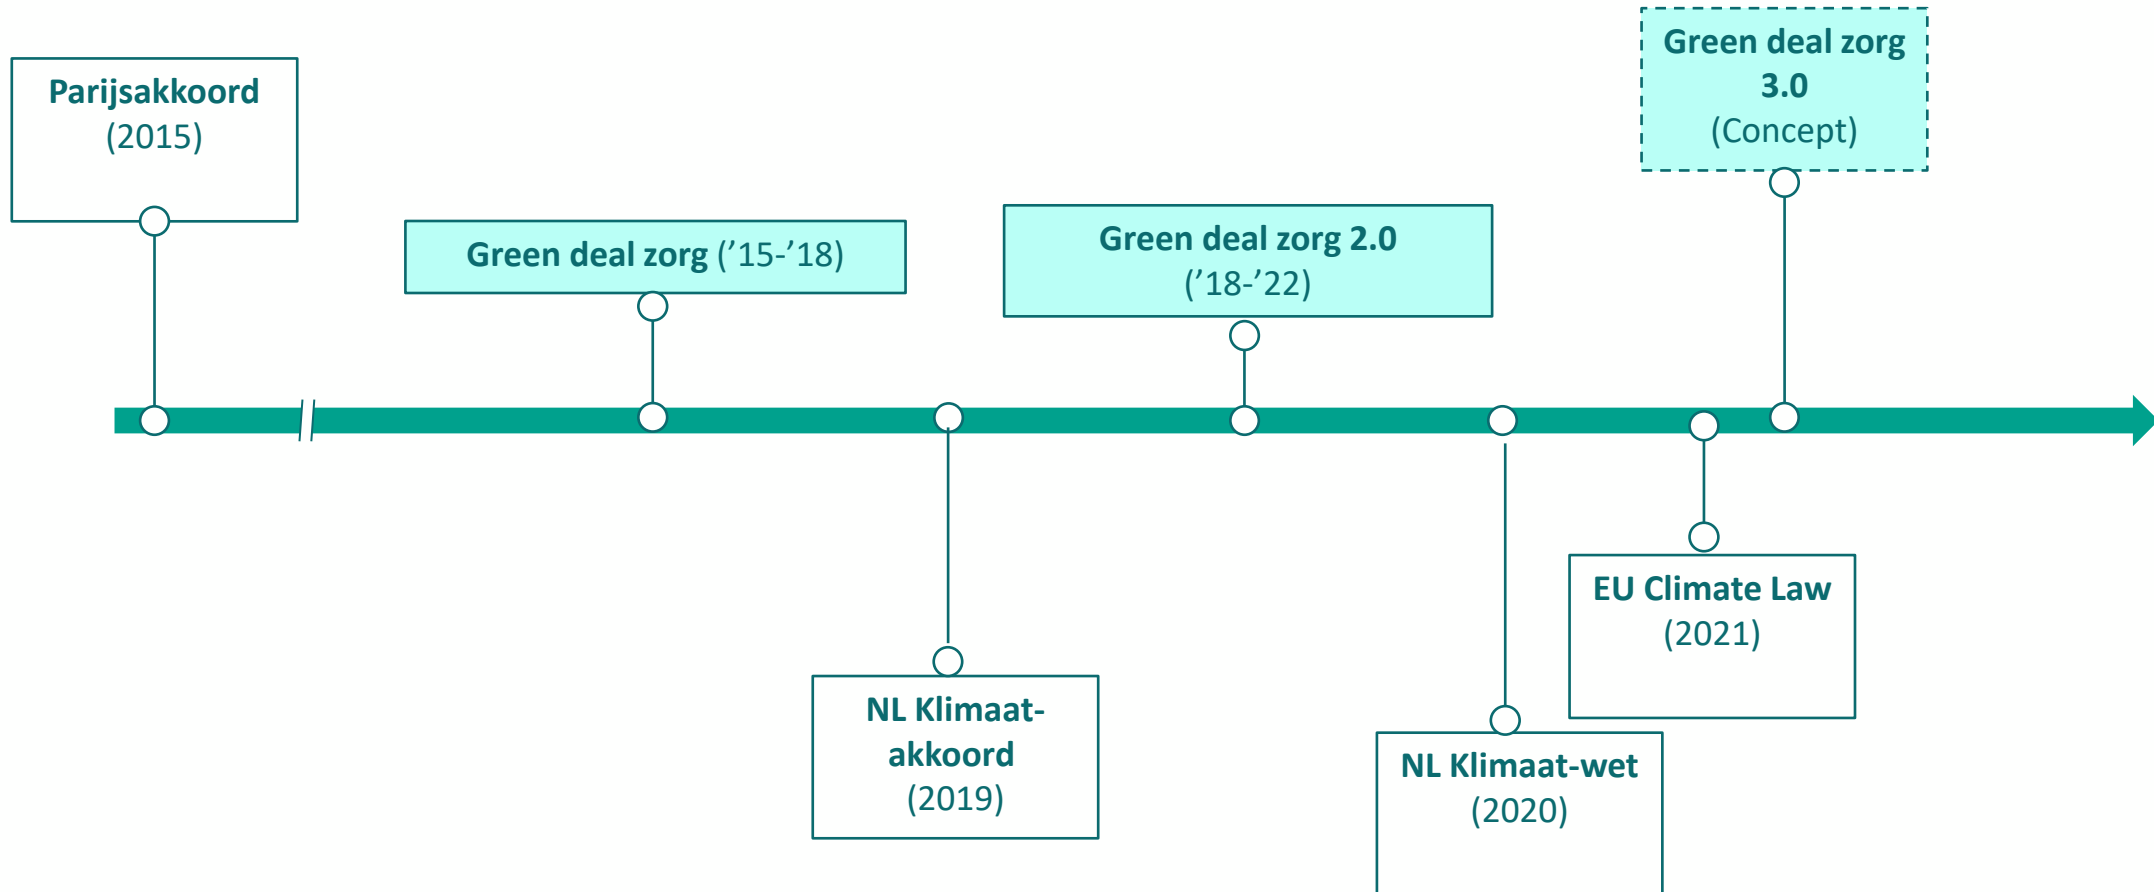 Parijsakkoord
(2015)
Green deal zorg (’15-’18)
Green deal zorg 2.0
(’18-’22)
Green deal zorg
3.0
(Concept)
NL Klimaat-
akkoord
(2019)
NL Klimaat-wet
(2020)
EU Climate Law
(2021)